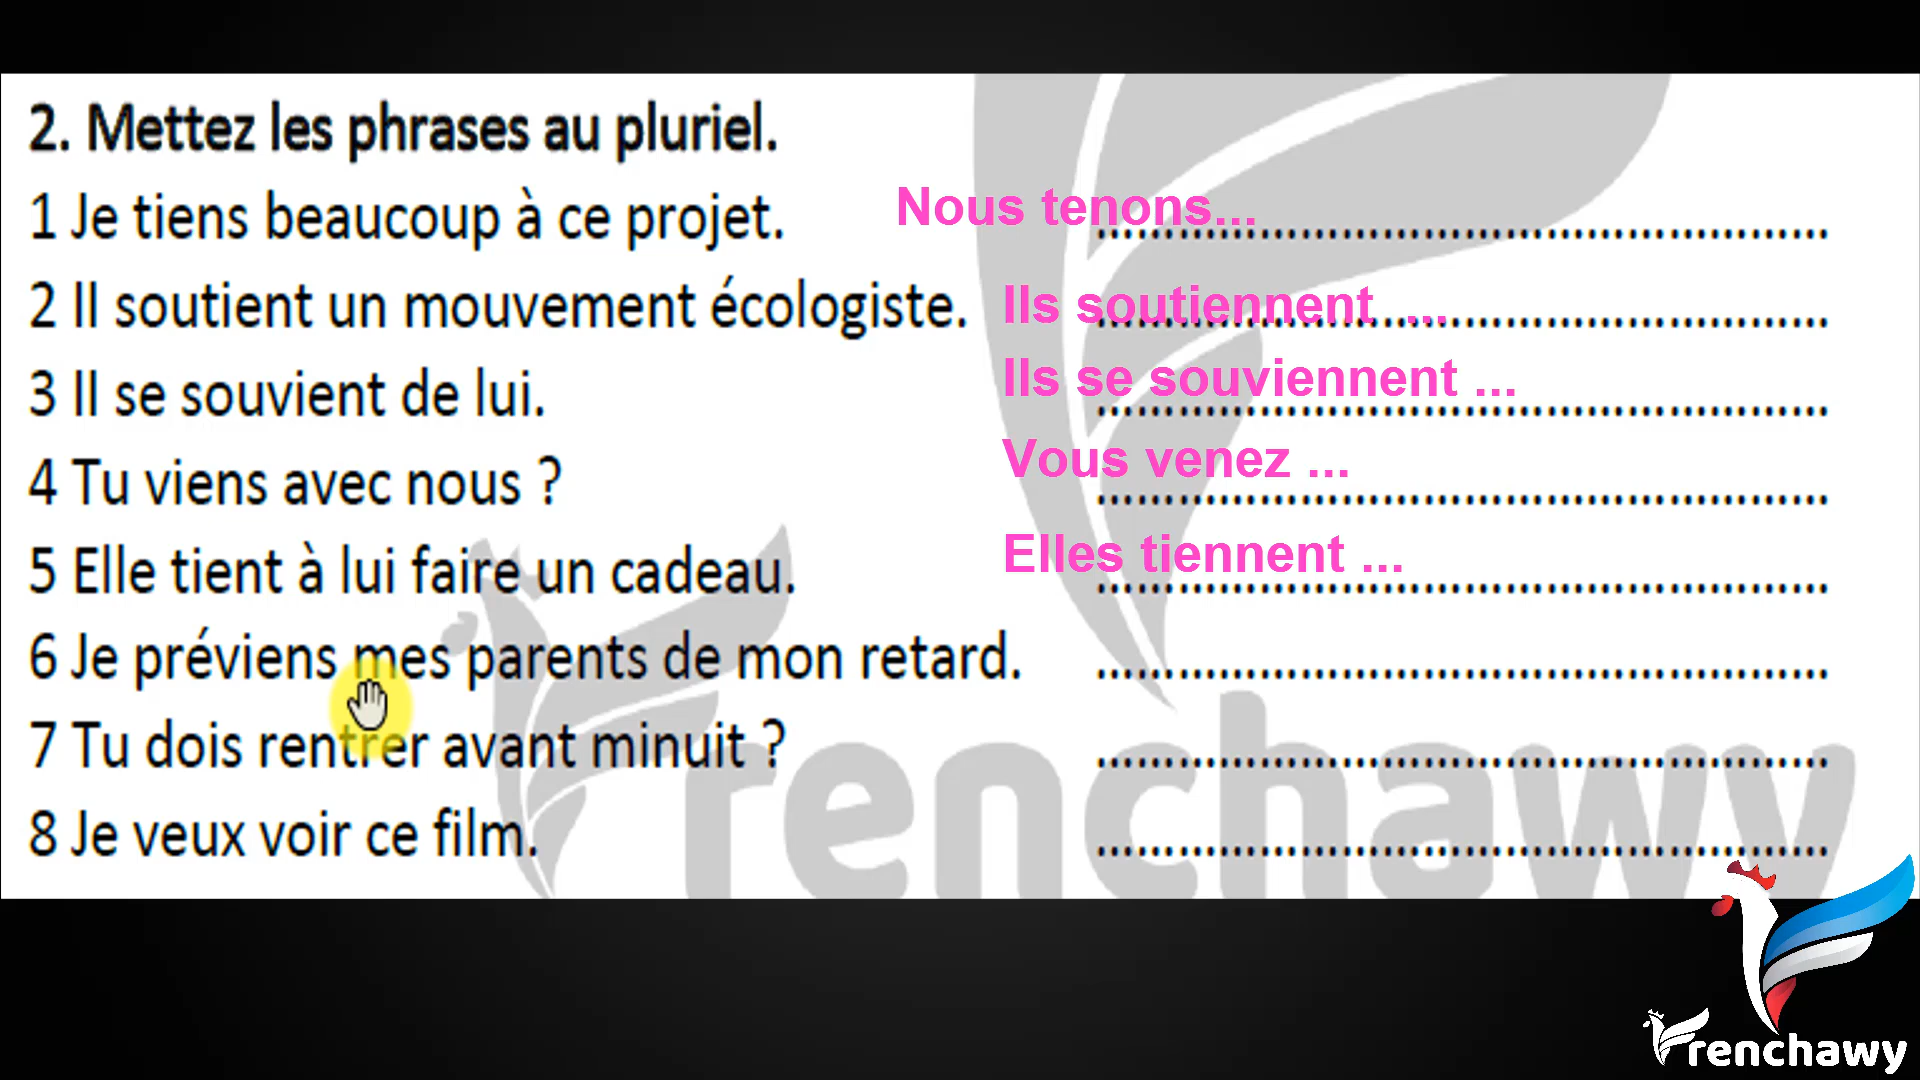 2. Mettez les phrases au pluriel.
1 Je tiens beaucoup à ce projet. Nous tenons... ......................................................
2 Il soutient un mouvement écologiste. Ils soutiennent ... ......................................................
3 Il se souvient de lui. Ils se souviennent ... ......................................................
4 Tu viens avec nous ? Vous venez ... ......................................................
5 Elle tient à lui faire un cadeau. Elles tiennent ... ......................................................
6 Je préviens mes parents de mon retard. ......................................................
7 Tu dois rentrer avant minuit ? ......................................................
8 Je veux voir ce film. ......................................................
renchawy
renchawy